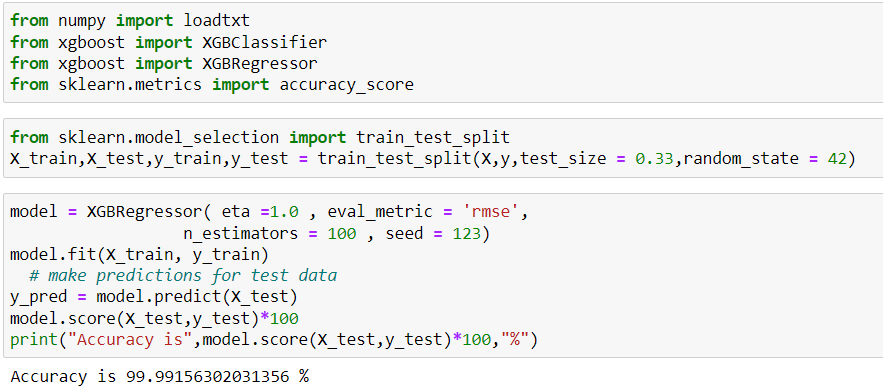 from numpy import loadtxt
from xgboost import XGBClassifier
from xgboost import XGBRegressor
from sklearn.metrics import accuracy_score
from sklearn.model_selection import train_test_split
X_train,X_test,y_train,y_test = train_test_split(X,y,test_size = 0.33,random_state = 42)
model = XGBRegressor( eta =1.0 , eval_metric = 'rmse',
n_estimators = 100 , seed = 123)
model.fit(X_train, y_train)
# make predictions for test data
y_pred = model.predict(X_test)
model.score(X_test,y_test)*100
print("Accuracy is",model.score(X_test,y_test)*100,"%")
Accuracy is 99.99156302031356 %